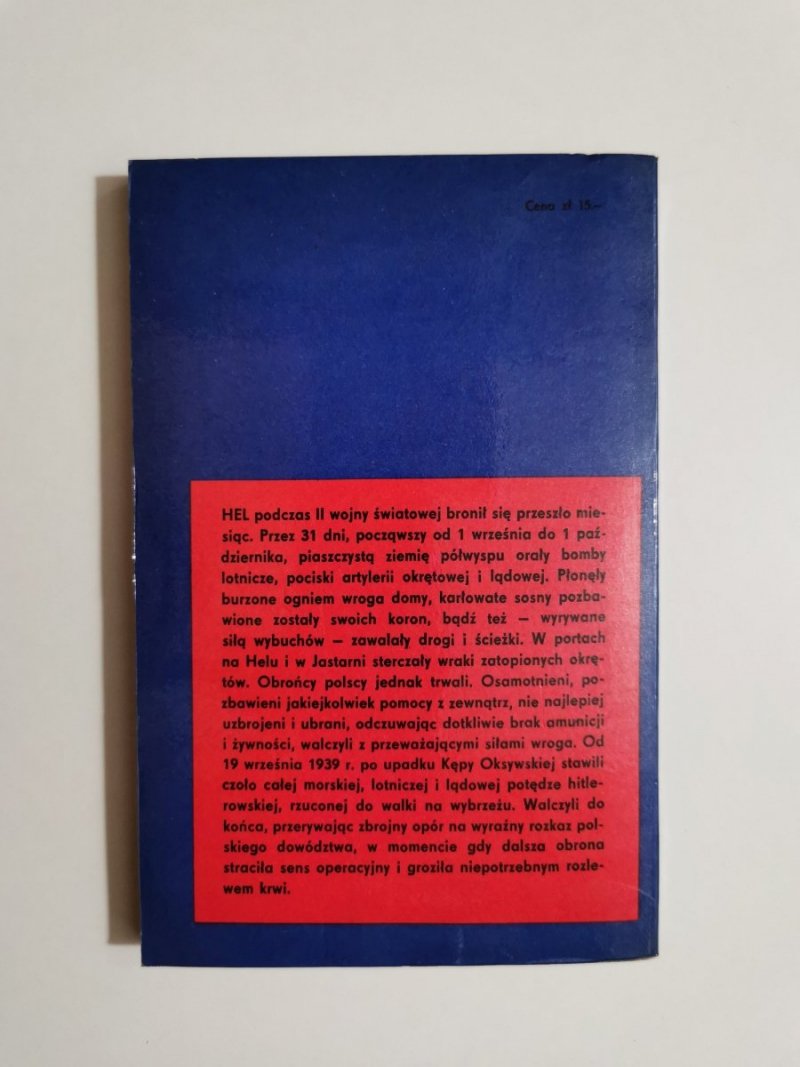 Cena zł 15.–
HEL podczas II wojny światowej bronił się przeszło mie-
siąc. Przez 31 dni, począwszy od 1 września do 1 paź-
dziernika, piaszczystą ziemię półwyspu orały bomby
lotnicze, pociski artylerii okrętowej i lądowej. Płonęły
burzone ogniem wroga domy, karłowate sosny pozba-
wione zostały swoich koron, bądź też – wyrywane
siłą wybuchów – zawalały drogi i ścieżki. W portach
na Helu i w Jastarni sterczały wraki zatopionych okrę-
tów. Obrońcy polscy jednak trwali. Osamotnieni, po-
zbawieni jakiejkolwiek pomocy z zewnątrz, nie najlepiej
uzbrojeni i ubrani, odczuwając dotkliwie brak amunicji
i żywności, walczyli z przeważającymi siłami wroga. Od
19 września 1939 r. po upadku Kępy Oksywskiej stawili
czoło całej morskiej, lotniczej i lądowej potędze hitle-
rowskiej, rzuconej do walki na wybrzeżu. Walczyli do
końca, przerywając zbrojny opór na wyraźny rozkaz pol-
skiego dowództwa, w momencie gdy dalsza obrona
straciła sens operacyjny i groziła niepotrzebnym rozle-
wem krwi.